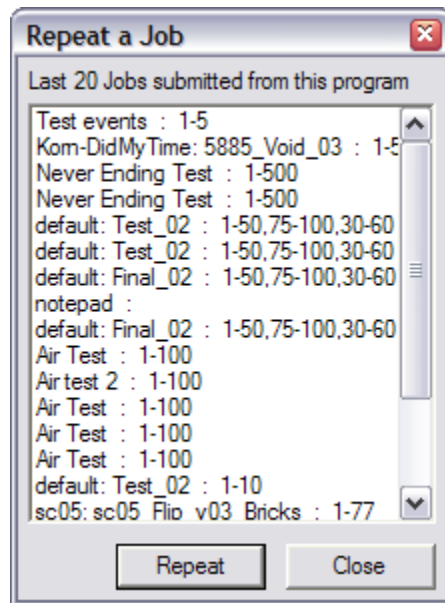 Repeat a Job
Last 20 Jobs submitted from this program
Test events : 1-5
Korn-DidMyTime: 5885_Void_03 : 1-5
Never Ending Test : 1-500
Never Ending Test : 1-500
default: Test_02 : 1-50,75-100,30-60
default: Test_02 : 1-50,75-100,30-60
default: Final_02 : 1-50,75-100,30-60
notepad :
default: Final_02 : 1-50,75-100,30-60
Air Test : 1-100
Air test 2 : 1-100
Air Test : 1-100
Air Test : 1-100
Air Test : 1-100
default: Test_02 : 1-10
sc05: sc05_Flip_v03_Bricks : 1-77
Repeat
Close